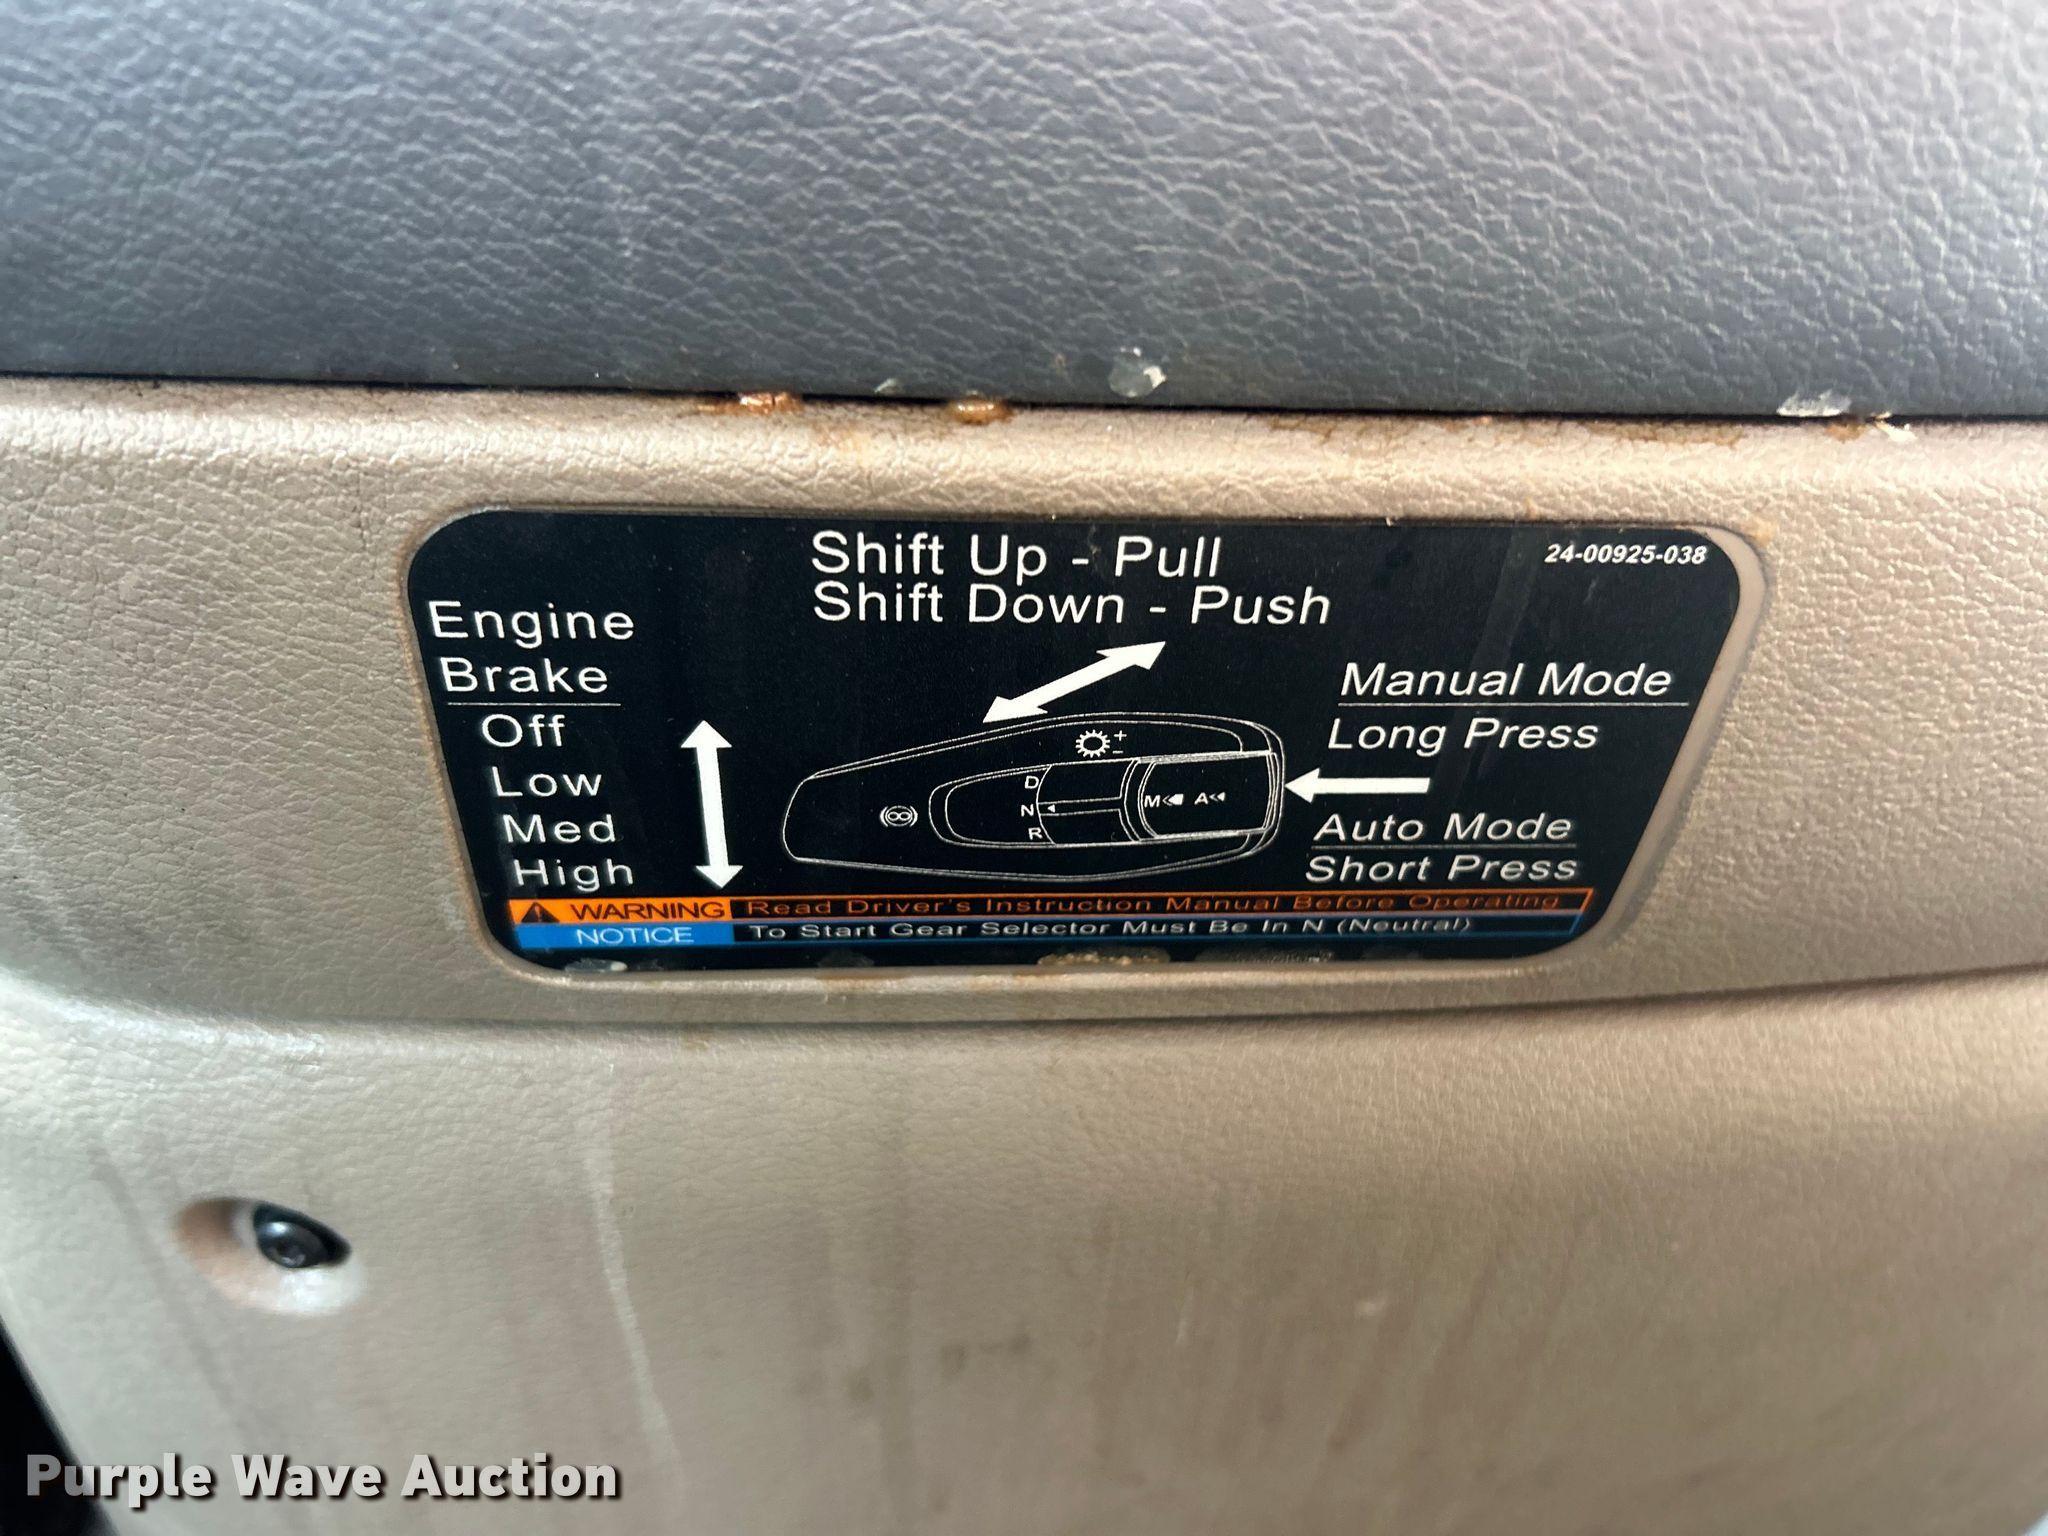 Shift Up - Pull
Shift Down - Push
24-00925-038
Engine
Brake
Off
Low
Med
High
Manual Mode
Long Press
Auto Mode
Short Press
D
N
R
+
-
M A
WARNING Read Driver's Instruction Manual Before Operating
NOTICE To Start Gear Selector Must Be In N (Neutral)
Purple Wave Auction